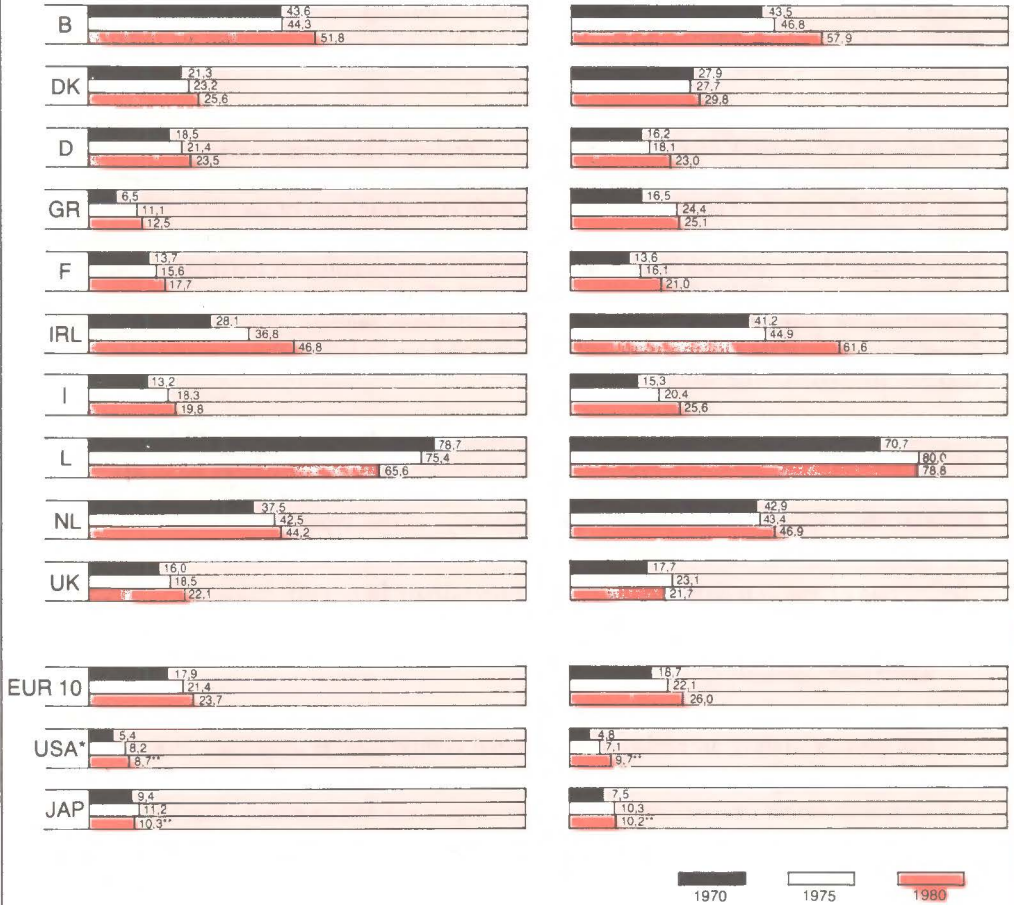 43,6 43,5
B 44,3 46,8
51,8 57,9
21,3 27,9
DK 23,2 27,7
25,6 29,8
18,5 16,2
D 21,4 18,1
23,5 23,0
6,5 16,5
GR 11,1 24,4
12,5 25,1
13,7 13,6
F 15,6 16,1
17,7 21,0
28,1 41,2
IRL 36,8 44,9
46,8 61,6
13,2 15,3
I 18,3 20,4
19,8 25,6
78,7 70,7
L 75,4 80,0
65,6 78,8
37,5 42,9
NL 42,5 43,4
44,2 46,9
16,0 17,7
UK 18,5 23,1
22,1 21,7
17,9 18,7
EUR 10 21,4 22,1
23,7 26,0
5,4 4,8
USA* 8,2 7,1
8,7** 9,7**
9,4 7,5
JAP 11,2 10,3
10,3** 10,2**
1970 1975 1980